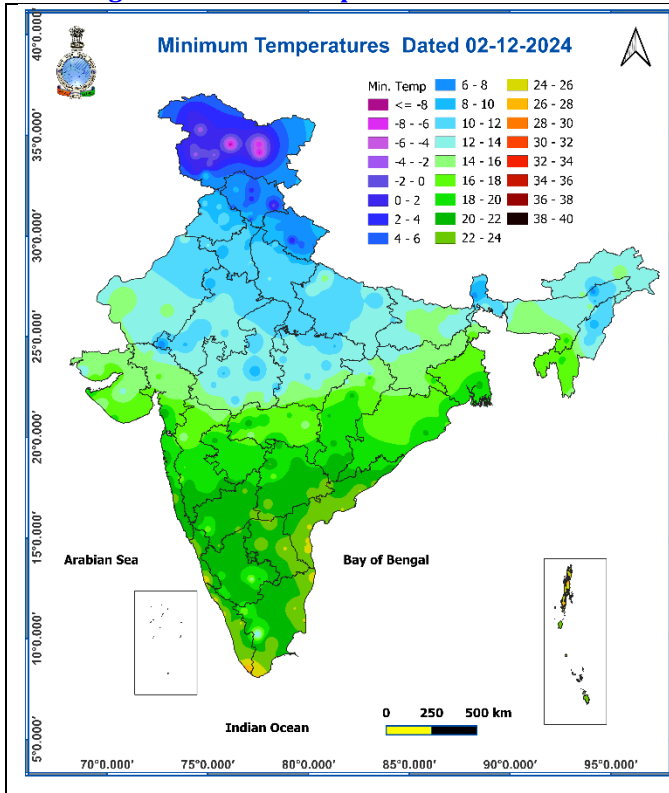 Minimum Temperatures Dated 02-12-2024
Min. Temp
<= -8
-8 - -6
-6 - -4
-4 - -2
-2 - 0
0 - 2
2 - 4
4 - 6
6 - 8
8 - 10
10 - 12
12 - 14
14 - 16
16 - 18
18 - 20
20 - 22
22 - 24
24 - 26
26 - 28
28 - 30
30 - 32
32 - 34
34 - 36
36 - 38
38 - 40
40°0.000'
35°0.000'
30°0.000'
25°0.000'
20°0.000'
15°0.000'
10°0.000'
5°0.000'
Arabian Sea
Bay of Bengal
Indian Ocean
0 250 500 km
70°0.000' 75°0.000' 80°0.000' 85°0.000' 90°0.000' 95°0.000'